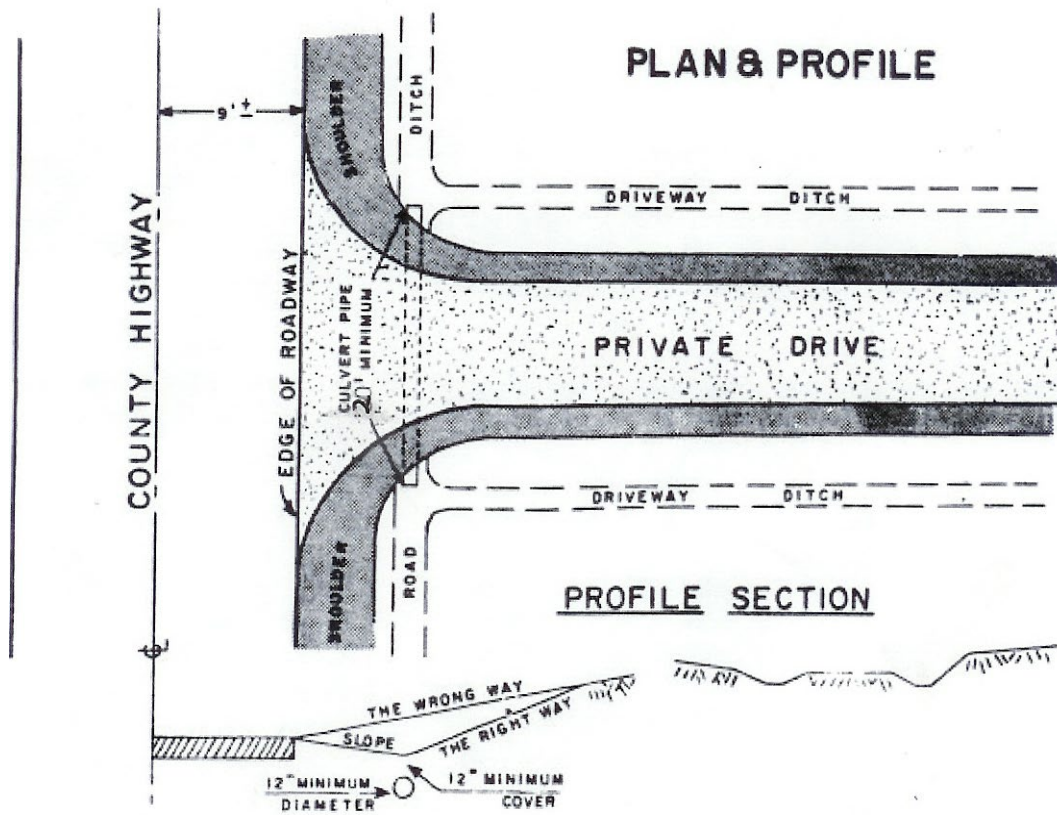 PLAN & PROFILE
9' ±
SHOULDER
DITCH
DRIVEWAY DITCH
COUNTY HIGHWAY
EDGE OF ROADWAY
CULVERT PIPE
20' MINIMUM
PRIVATE DRIVE
DRIVEWAY DITCH
SHOULDER
ROAD
PROFILE SECTION
℄
THE WRONG WAY
SLOPE
THE RIGHT WAY
12" MINIMUM
DIAMETER
12" MINIMUM
COVER